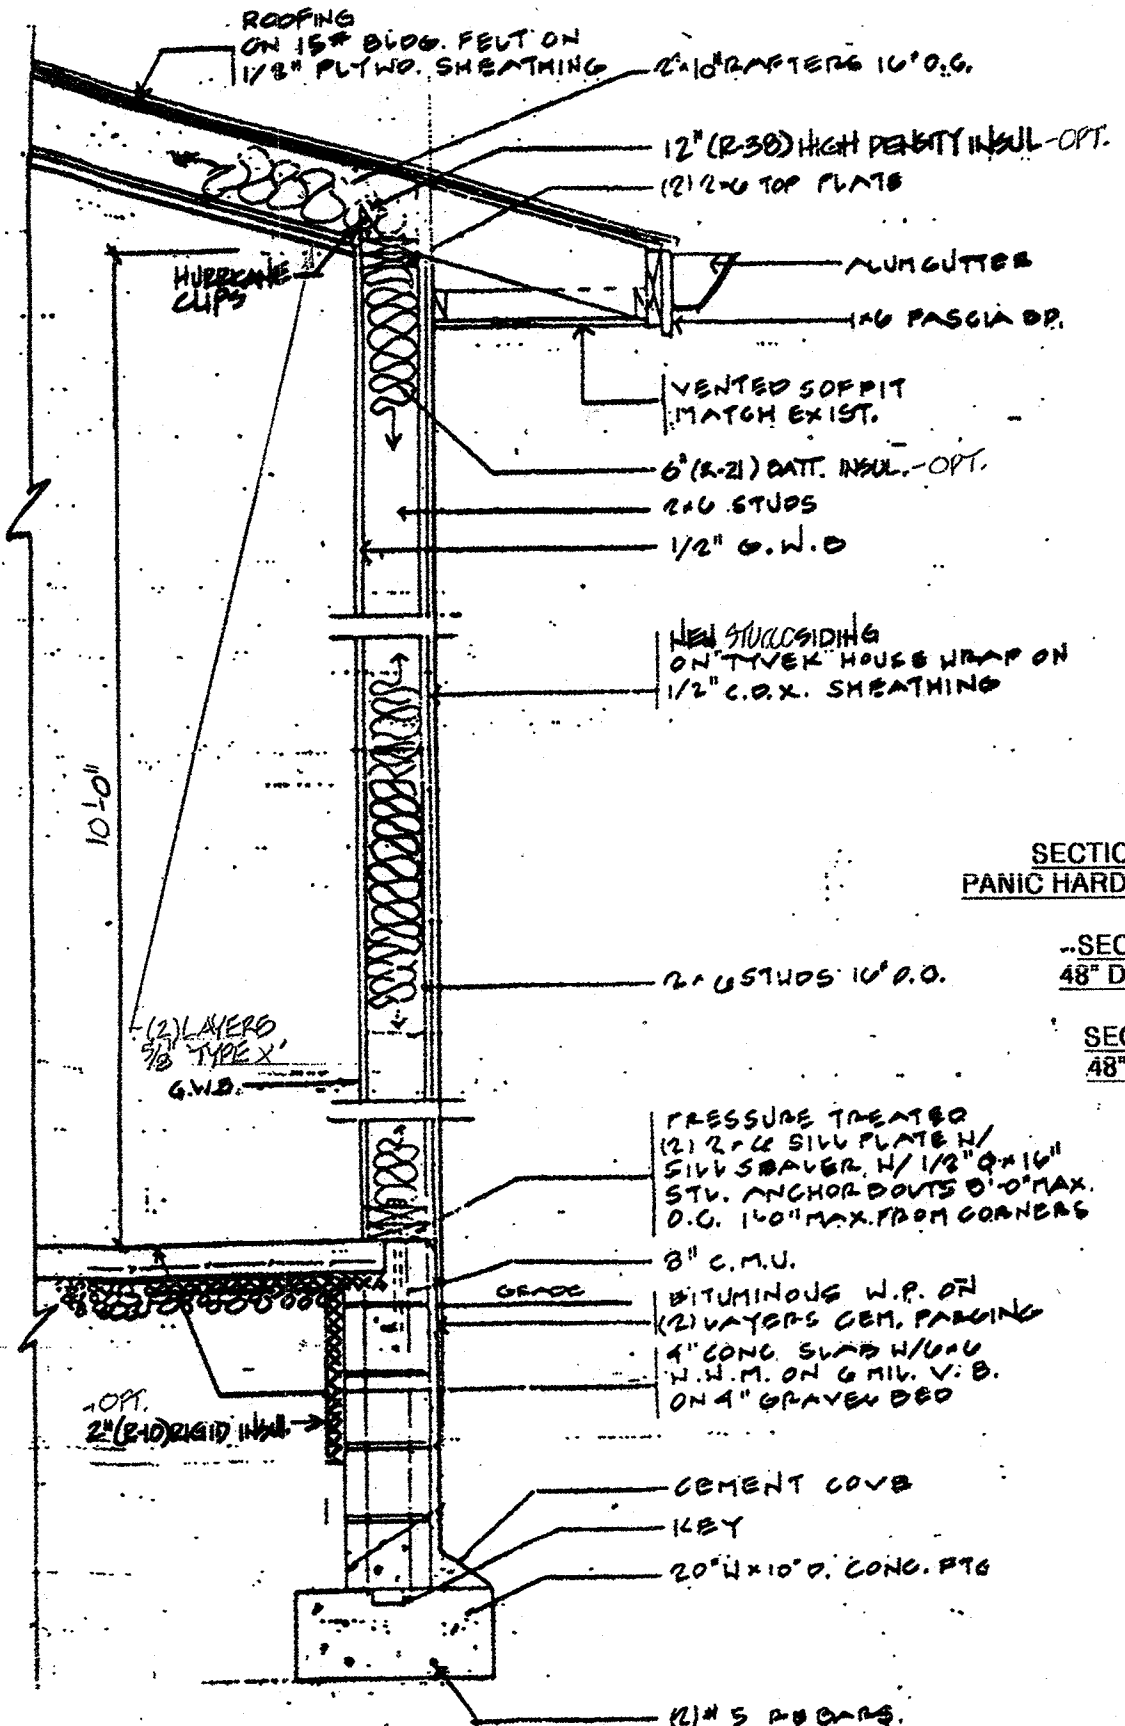 ROOFING
ON 15# BLDG. FELT ON
1/2" PLYWD. SHEATHING
2"x10" RAFTERS 16" O.C.
12" (R-38) HIGH DENSITY INSUL -OPT.
(2) 2x6 TOP PLATE
HURRICANE
CLIPS
ALUM GUTTER
1x6 FASCIA BD.
VENTED SOFFIT
MATCH EXIST.
6" (R-21) BATT. INSUL. -OPT.
2x6 STUDS
1/2" G.W.B
NEW STUCCO SIDING
ON "TYVEK" HOUSE WRAP ON
1/2" C.D.X. SHEATHING
10'-0"
SECTIO
PANIC HARD
SEC
48" D
2x6 STUDS 16" O.C.
SEC
48"
(2) LAYERS
5/8 'TYPE X'
G.W.B.
PRESSURE TREATED
(2) 2x6 SILL PLATE W/
SILL SEALER W/ 1/2" Ø x 16"
STL. ANCHOR BOLTS 8'-0" MAX.
O.C. 1'-0" MAX. FROM CORNERS
8" C.M.U.
GRADE
BITUMINOUS W.P. ON
(2) LAYERS CEM. PARGING
4" CONC. SLAB W/6x6
W.W.M. ON 6 MIL. V.B.
ON 4" GRAVEL BED
-OPT.
2" (R-10) RIGID INSUL.
CEMENT COVE
KEY
20" W x 10" D. CONC. FTG
(2) # 5 REBARS.